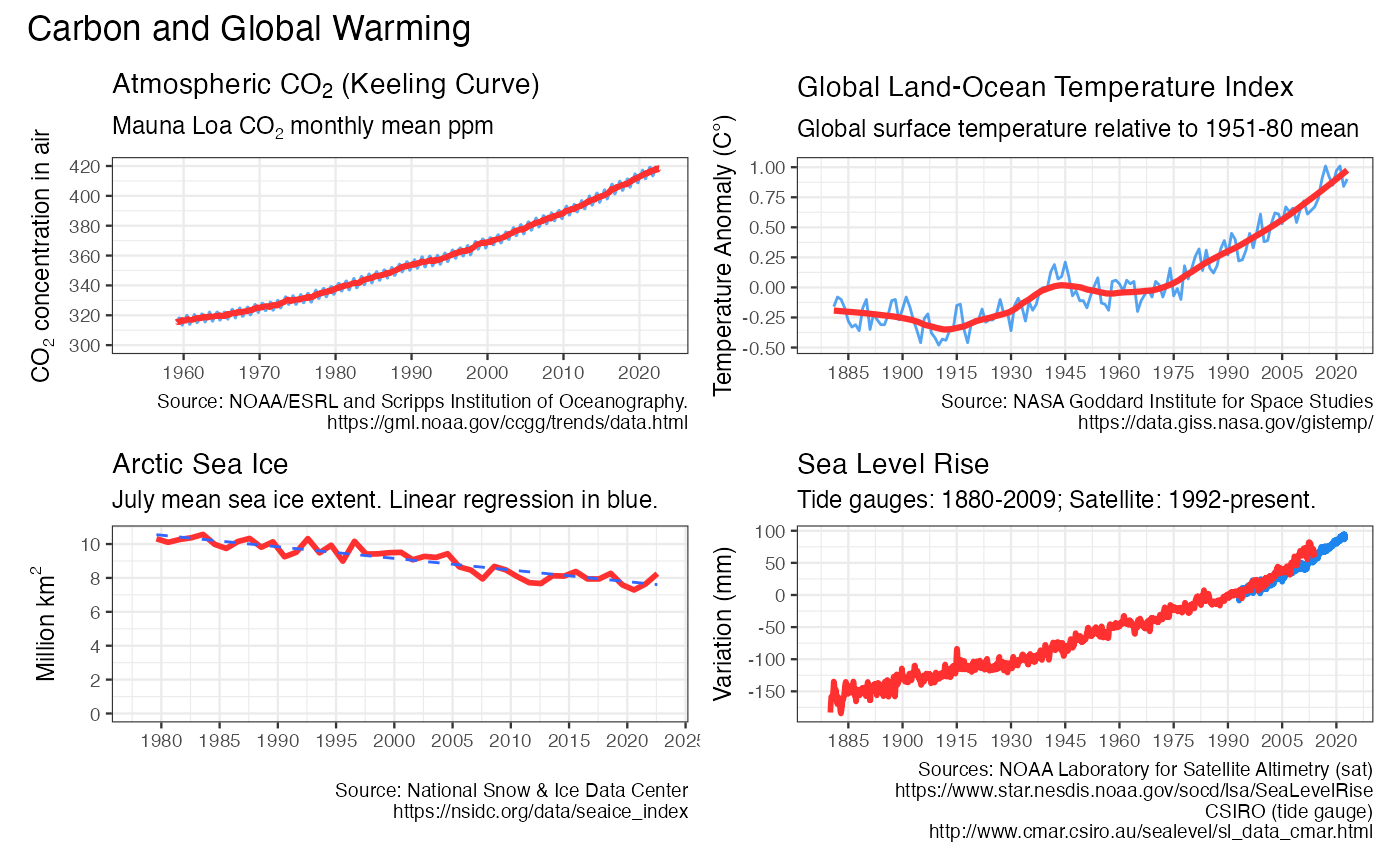 Carbon and Global Warming
Atmospheric CO₂ (Keeling Curve)
Mauna Loa CO₂ monthly mean ppm
CO₂ concentration in air
420
400
380
360
340
320
300
1960 1970 1980 1990 2000 2010 2020
Source: NOAA/ESRL and Scripps Institution of Oceanography.
https://gml.noaa.gov/ccgg/trends/data.html
Global Land-Ocean Temperature Index
Global surface temperature relative to 1951-80 mean
Temperature Anomaly (C°)
1.00
0.75
0.50
0.25
0.00
-0.25
-0.50
1885 1900 1915 1930 1945 1960 1975 1990 2005 2020
Source: NASA Goddard Institute for Space Studies
https://data.giss.nasa.gov/gistemp/
Arctic Sea Ice
July mean sea ice extent. Linear regression in blue.
Million km²
10
8
6
4
2
0
1980 1985 1990 1995 2000 2005 2010 2015 2020 202
Source: National Snow & Ice Data Center
https://nsidc.org/data/seaice_index
Sea Level Rise
Tide gauges: 1880-2009; Satellite: 1992-present.
Variation (mm)
100
50
0
-50
-100
-150
1885 1900 1915 1930 1945 1960 1975 1990 2005 2020
Sources: NOAA Laboratory for Satellite Altimetry (sat)
https://www.star.nesdis.noaa.gov/socd/lsa/SeaLevelRise
CSIRO (tide gauge)
http://www.cmar.csiro.au/sealevel/sl_data_cmar.html